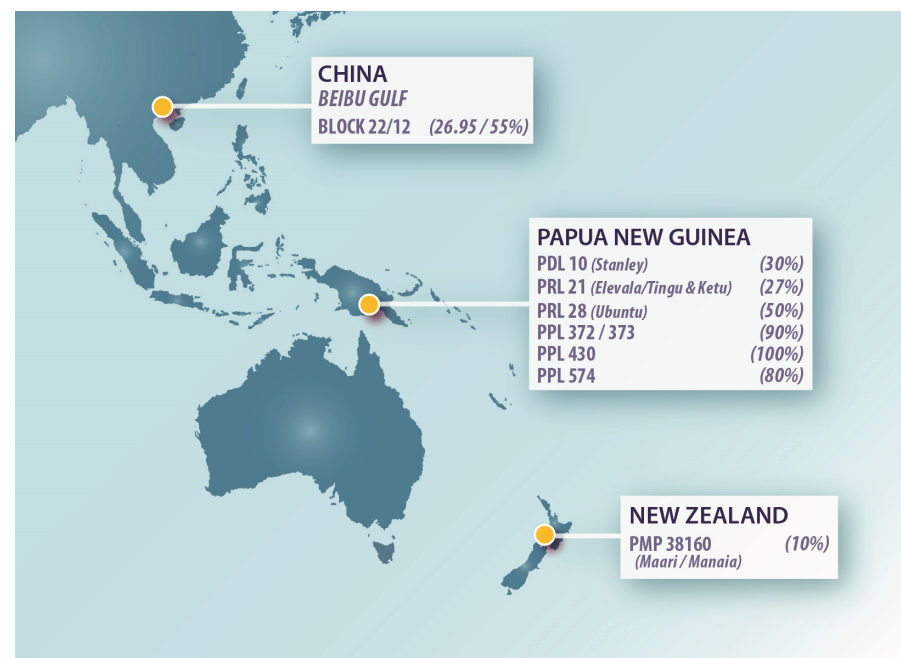 CHINA
BEIBU GULF
BLOCK 22/12 (26.95 / 55%)
PAPUA NEW GUINEA
PDL 10 (Stanley) (30%)
PRL 21 (Elevala/Tingu & Ketu) (27%)
PRL 28 (Ubuntu) (50%)
PPL 372 / 373 (90%)
PPL 430 (100%)
PPL 574 (80%)
NEW ZEALAND
PMP 38160 (10%)
(Maari / Manaia)